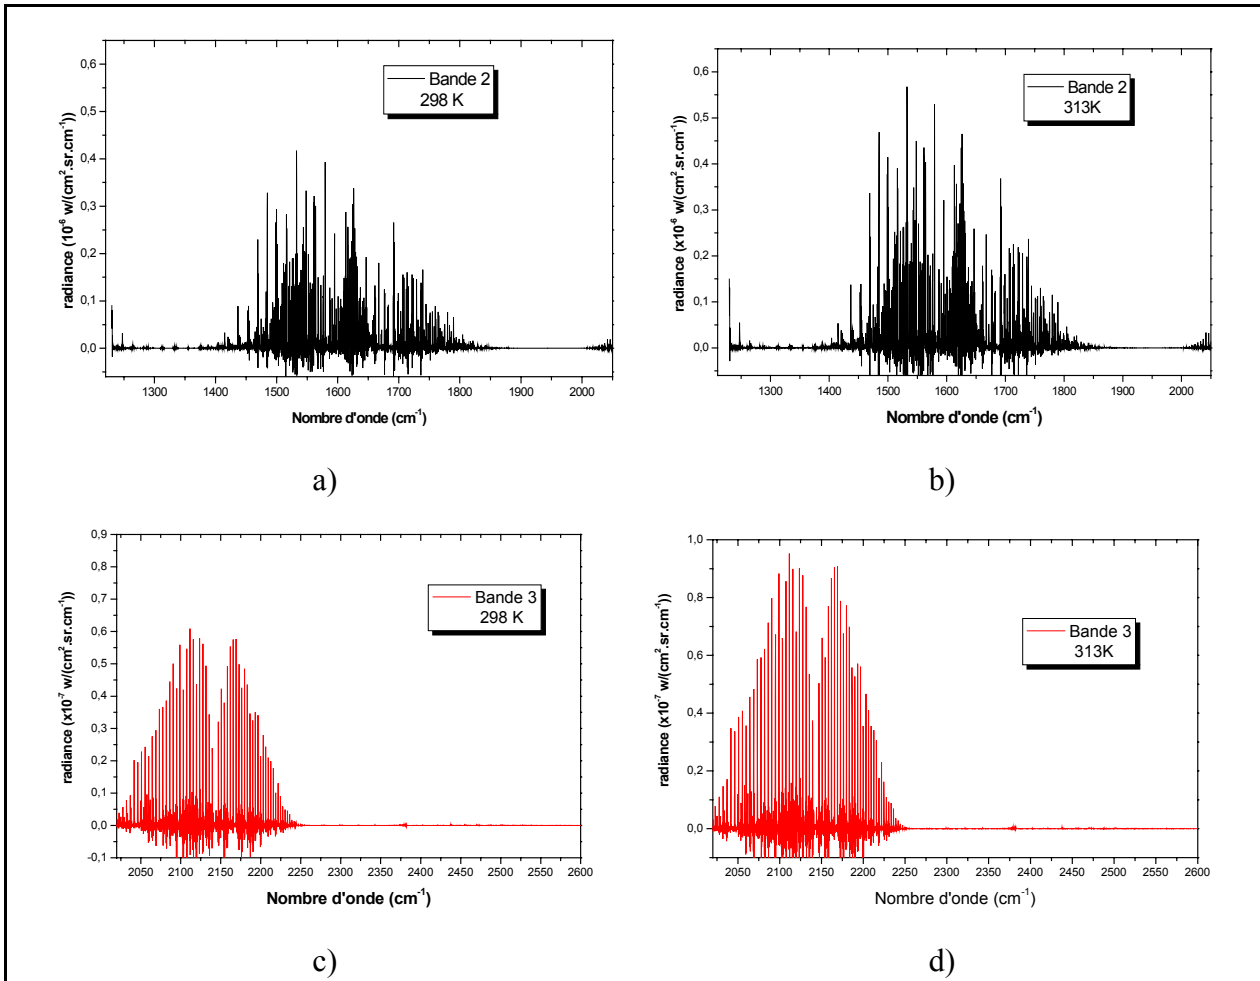 radiance (10⁻⁶ w/(cm².sr.cm⁻¹))
0,6
0,5
0,4
0,3
0,2
0,1
0,0
Bande 2
298 K
1300 1400 1500 1600 1700 1800 1900 2000
Nombre d'onde (cm⁻¹)
a)
radiance (x10⁻⁶ w/(cm².sr.cm⁻¹))
0,6
0,5
0,4
0,3
0,2
0,1
0,0
Bande 2
313K
1300 1400 1500 1600 1700 1800 1900 2000
Nombre d'onde (cm⁻¹)
b)
radiance (x10⁻⁷ w/(cm².sr.cm⁻¹))
0,9
0,8
0,7
0,6
0,5
0,4
0,3
0,2
0,1
0,0
-0,1
Bande 3
298 K
2050 2100 2150 2200 2250 2300 2350 2400 2450 2500 2550 2600
Nombre d'onde (cm⁻¹)
c)
radiance (x10⁻⁷ w/(cm².sr.cm⁻¹))
1,0
0,8
0,6
0,4
0,2
0,0
Bande 3
313K
2050 2100 2150 2200 2250 2300 2350 2400 2450 2500 2550 2600
Nombre d'onde (cm⁻¹)
d)